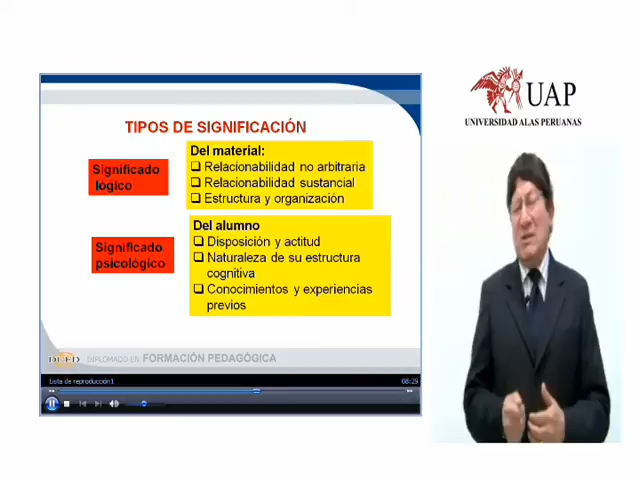 UAP
UNIVERSIDAD ALAS PERUANAS
TIPOS DE SIGNIFICACIÓN
Significado
lógico
Del material:
❑ Relacionabilidad no arbitraria
❑ Relacionabilidad sustancial
❑ Estructura y organización
Significado
psicológico
Del alumno
❑ Disposición y actitud
❑ Naturaleza de su estructura
cognitiva
❑ Conocimientos y experiencias
previos
DUED DIPLOMADO EN FORMACIÓN PEDAGÓGICA
Lista de reproducción1
08:29